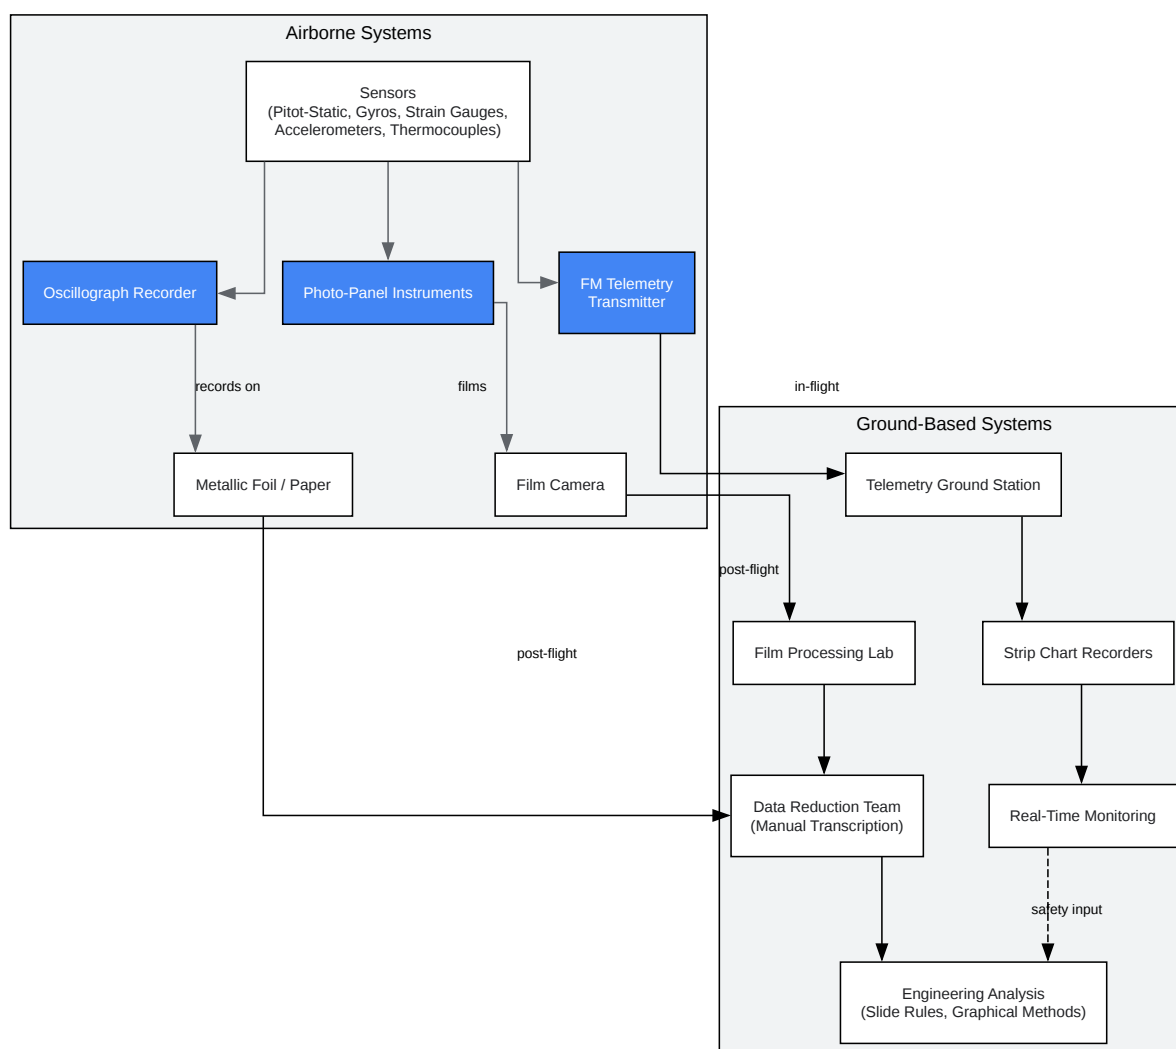 Airborne Systems
Sensors
(Pitot-Static, Gyros, Strain Gauges,
Accelerometers, Thermocouples)
Oscillograph Recorder
Photo-Panel Instruments
FM Telemetry
Transmitter
records on
films
in-flight
Ground-Based Systems
Metallic Foil / Paper
Film Camera
Telemetry Ground Station
post-flight
post-flight
Film Processing Lab
Strip Chart Recorders
Data Reduction Team
(Manual Transcription)
Real-Time Monitoring
safety input
Engineering Analysis
(Slide Rules, Graphical Methods)